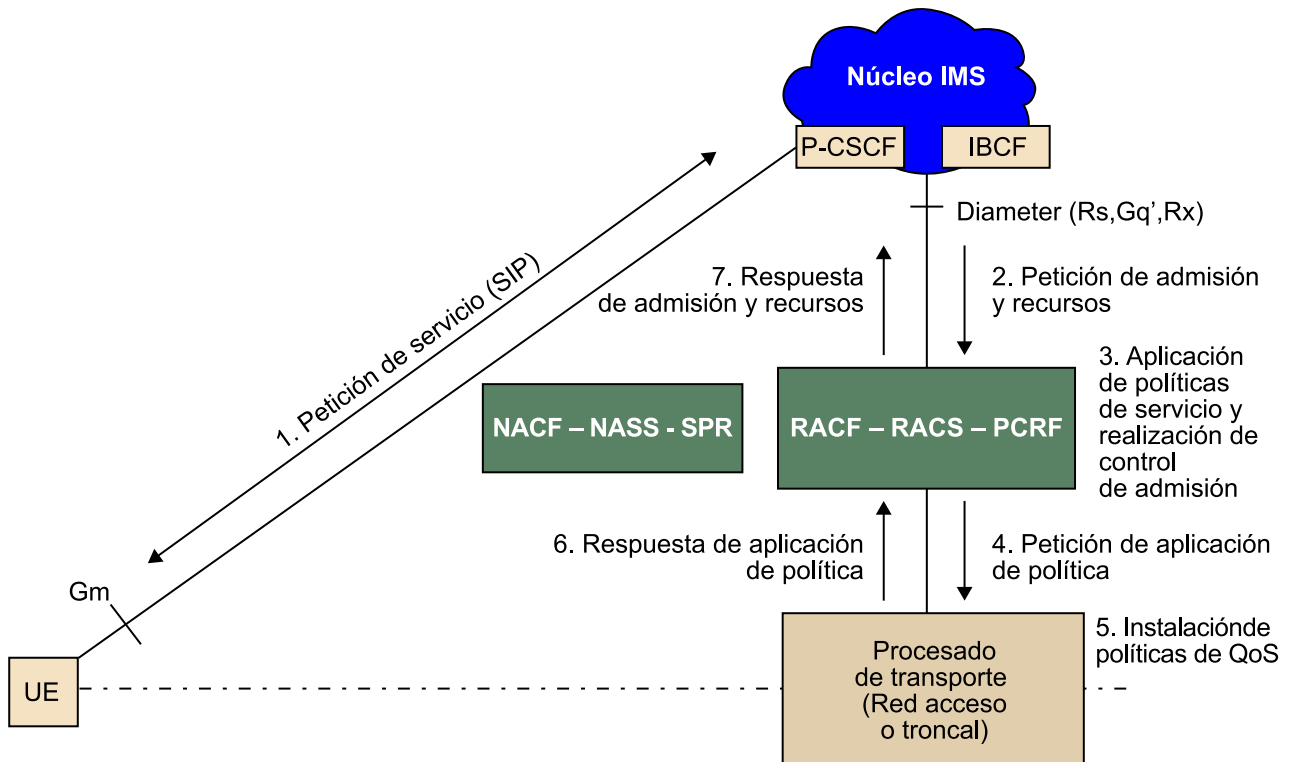 Núcleo IMS
P-CSCF
IBCF
Diameter (Rs,Gq’,Rx)
1. Petición de servicio (SIP)
7. Respuesta
de admisión y recursos
2. Petición de admisión
y recursos
3. Aplicación
de políticas
de servicio y
realización de
control
de admisión
NACF – NASS - SPR
RACF – RACS – PCRF
6. Respuesta de aplicación
de política
4. Petición de aplicación
de política
Gm
UE
Procesado
de transporte
(Red acceso
o troncal)
5. Instalaciónde
políticas de QoS